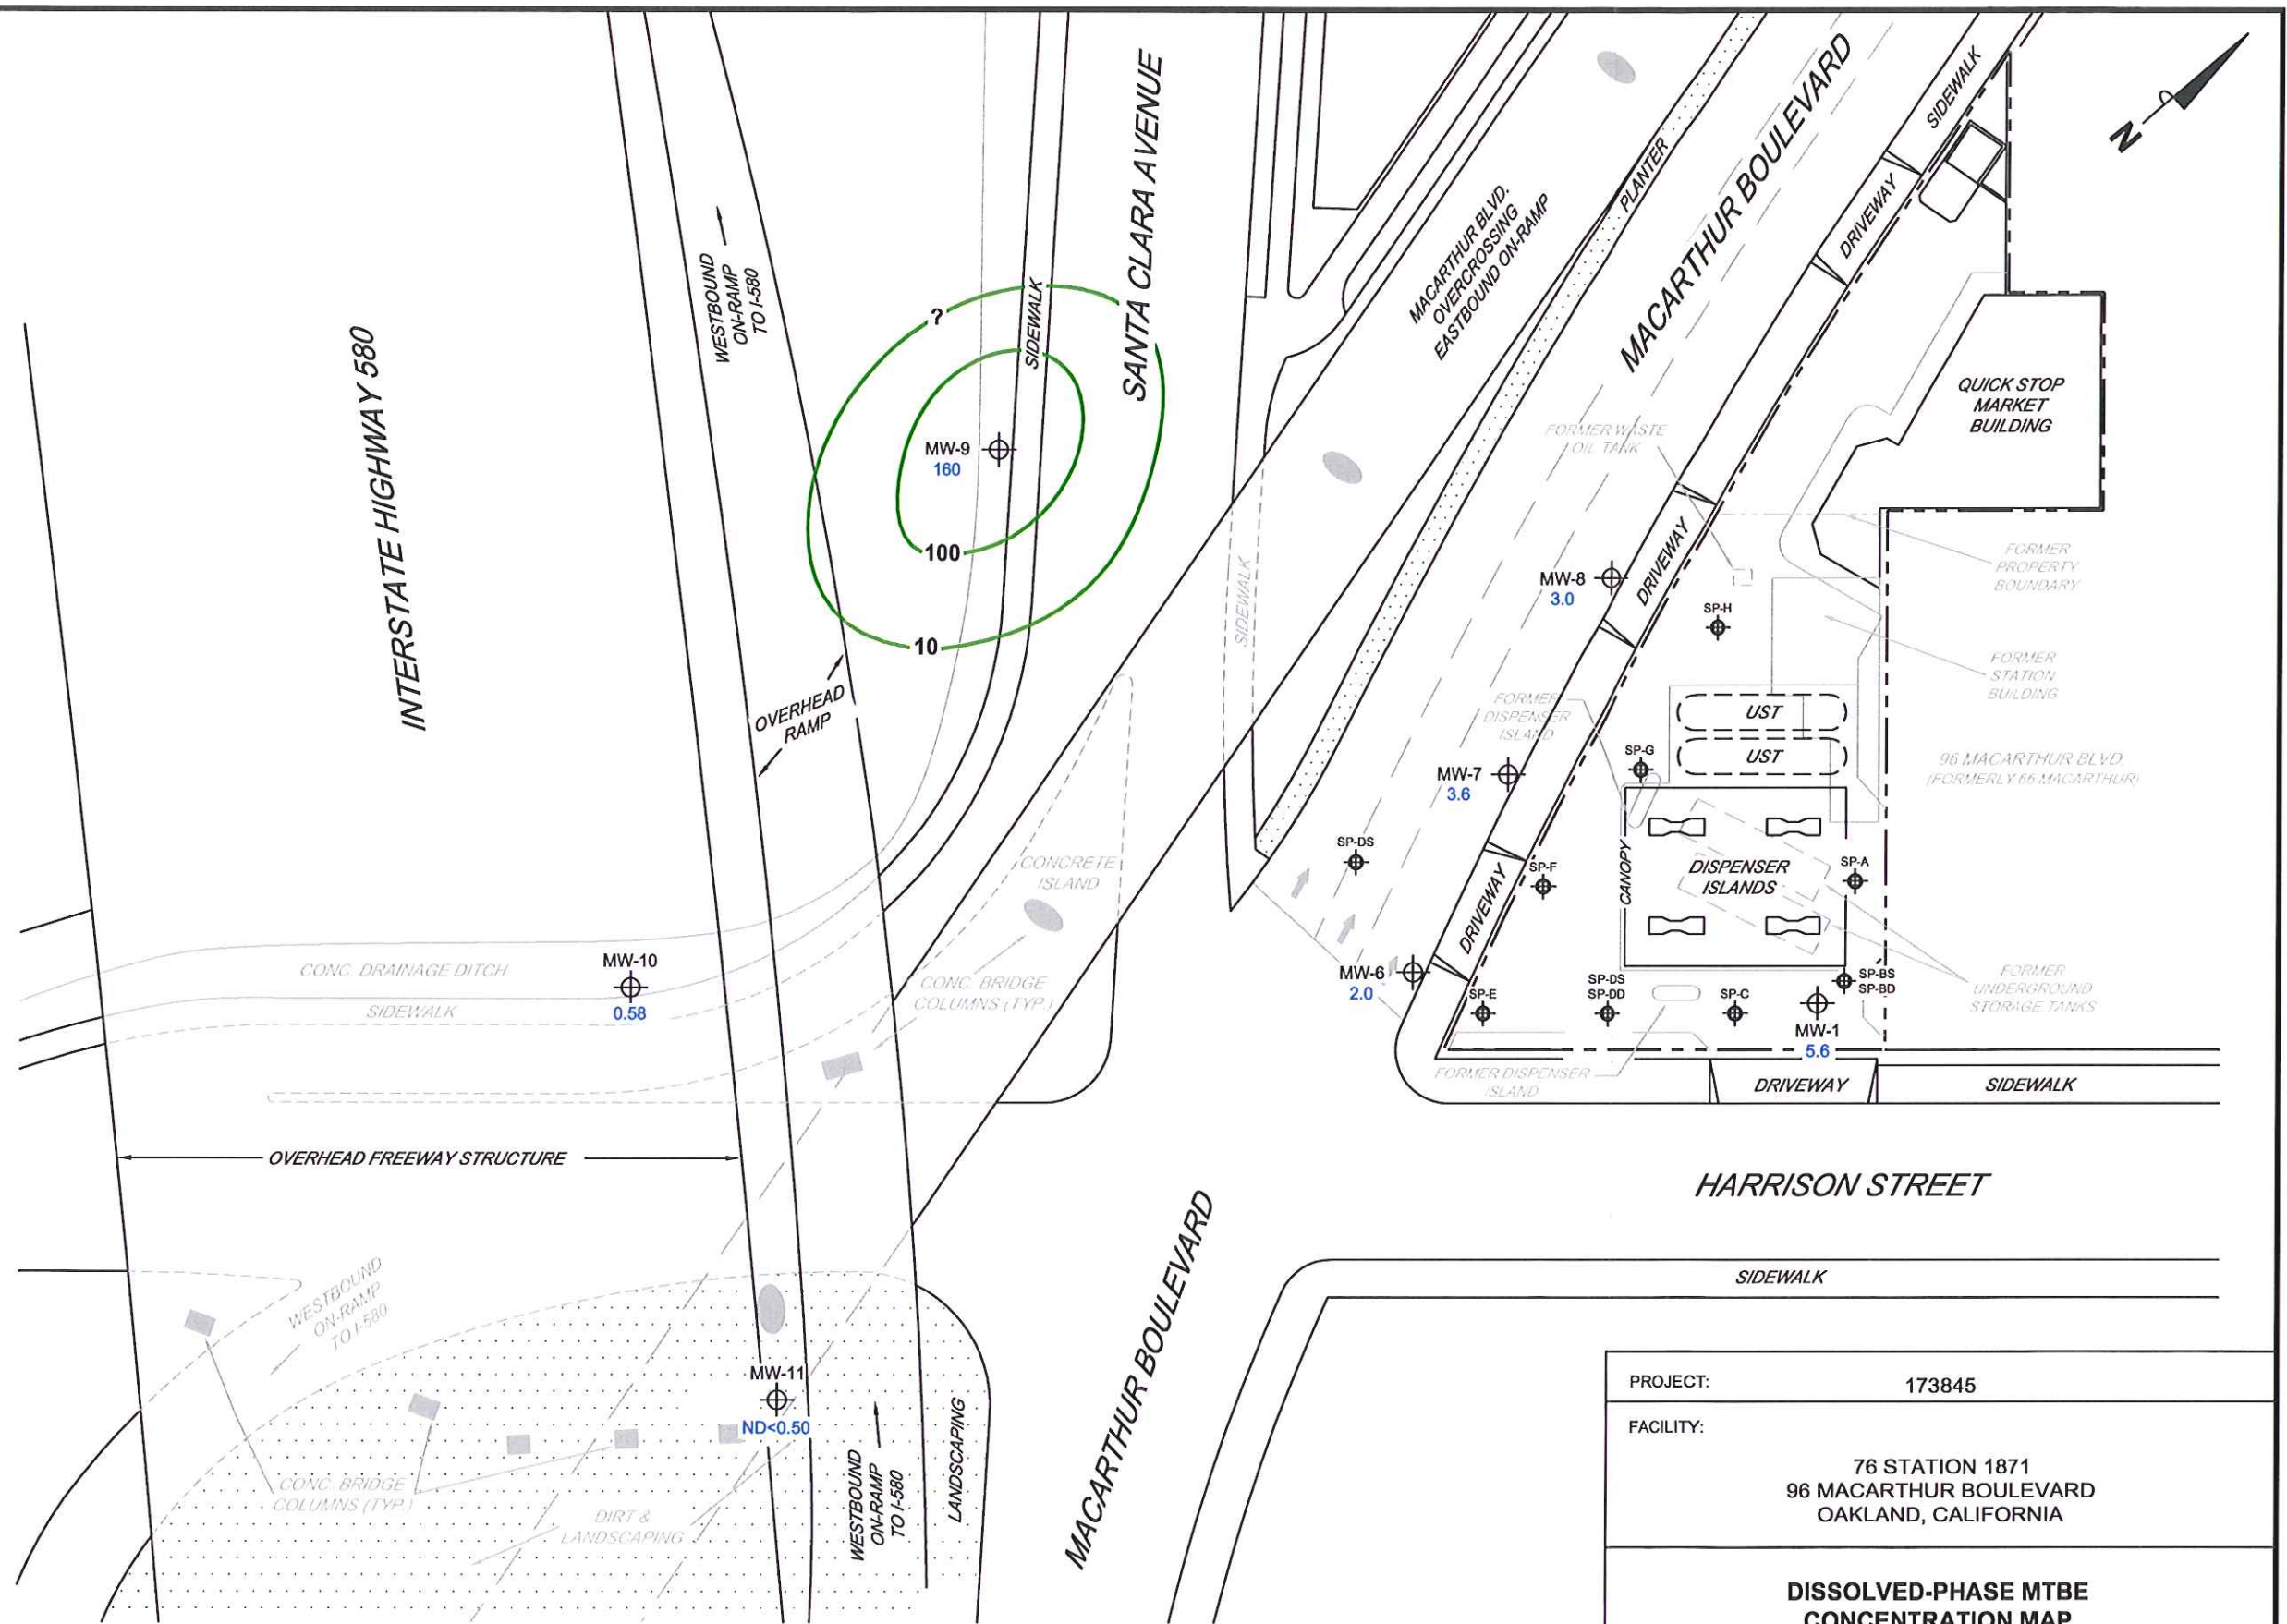 SANTA CLARA AVENUE
MACARTHUR BOULEVARD
SIDEWALK
N
PLANTER
DRIVEWAY
MACARTHUR BLVD.
OVERCROSSING
EASTBOUND ON-RAMP
WESTBOUND
ON-RAMP
TO I-580
INTERSTATE HIGHWAY 580
?
SIDEWALK
QUICK STOP
MARKET
BUILDING
FORMER WASTE
OIL TANK
MW-9
160
100
10
SIDEWALK
MW-8
3.0
DRIVEWAY
FORMER
PROPERTY
BOUNDARY
SP-H
FORMER
STATION
BUILDING
OVERHEAD
RAMP
FORMER
DISPENSER
ISLAND
UST
UST
SP-G
96 MACARTHUR BLVD.
(FORMERLY 66 MACARTHUR)
MW-7
3.6
SP-DS
SP-F
CANOPY
DISPENSER
ISLANDS
SP-A
CONCRETE
ISLAND
DRIVEWAY
CONC. DRAINAGE DITCH
SIDEWALK
MW-10
0.58
CONC. BRIDGE
COLUMNS (TYP.)
MW-6
2.0
SP-E
SP-DS
SP-DD
SP-C
SP-BS
SP-BD
MW-1
5.6
FORMER
UNDERGROUND
STORAGE TANKS
FORMER DISPENSER
ISLAND
DRIVEWAY
SIDEWALK
OVERHEAD FREEWAY STRUCTURE
HARRISON STREET
SIDEWALK
MACARTHUR BOULEVARD
WESTBOUND
ON-RAMP
TO I-580
MW-11
ND<0.50
CONC. BRIDGE
COLUMNS (TYP.)
DIRT &
LANDSCAPING
WESTBOUND
ON-RAMP
TO I-580
LANDSCAPING
PROJECT:
173845
FACILITY:
76 STATION 1871
96 MACARTHUR BOULEVARD
OAKLAND, CALIFORNIA
DISSOLVED-PHASE MTBE
CONCENTRATION MAP